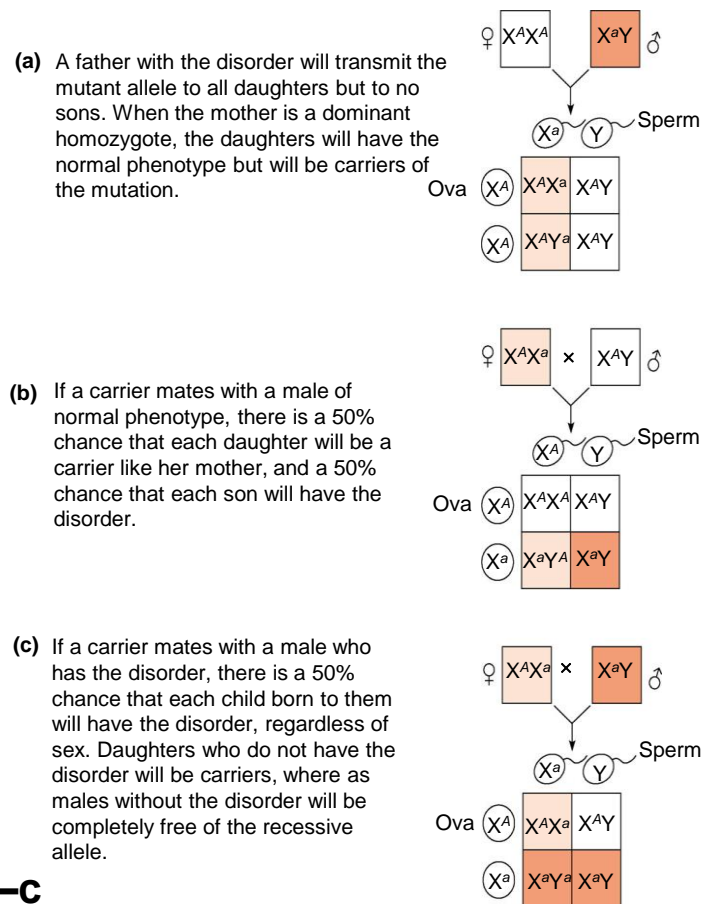 (a) A father with the disorder will transmit the
mutant allele to all daughters but to no
sons. When the mother is a dominant
homozygote, the daughters will have the
normal phenotype but will be carriers of
the mutation.
♀ XAXA XaY ♂
Xa Y Sperm
Ova XA XAXa XAY
XA XAYa XAY
(b) If a carrier mates with a male of
normal phenotype, there is a 50%
chance that each daughter will be a
carrier like her mother, and a 50%
chance that each son will have the
disorder.
♀ XAXa × XAY ♂
XA Y Sperm
Ova XA XAXA XAY
Xa XaYA XaY
(c) If a carrier mates with a male who
has the disorder, there is a 50%
chance that each child born to them
will have the disorder, regardless of
sex. Daughters who do not have the
disorder will be carriers, where as
males without the disorder will be
completely free of the recessive
allele.
♀ XAXa × XaY ♂
Xa Y Sperm
Ova XA XAXa XAY
Xa XaYa XaY
–C